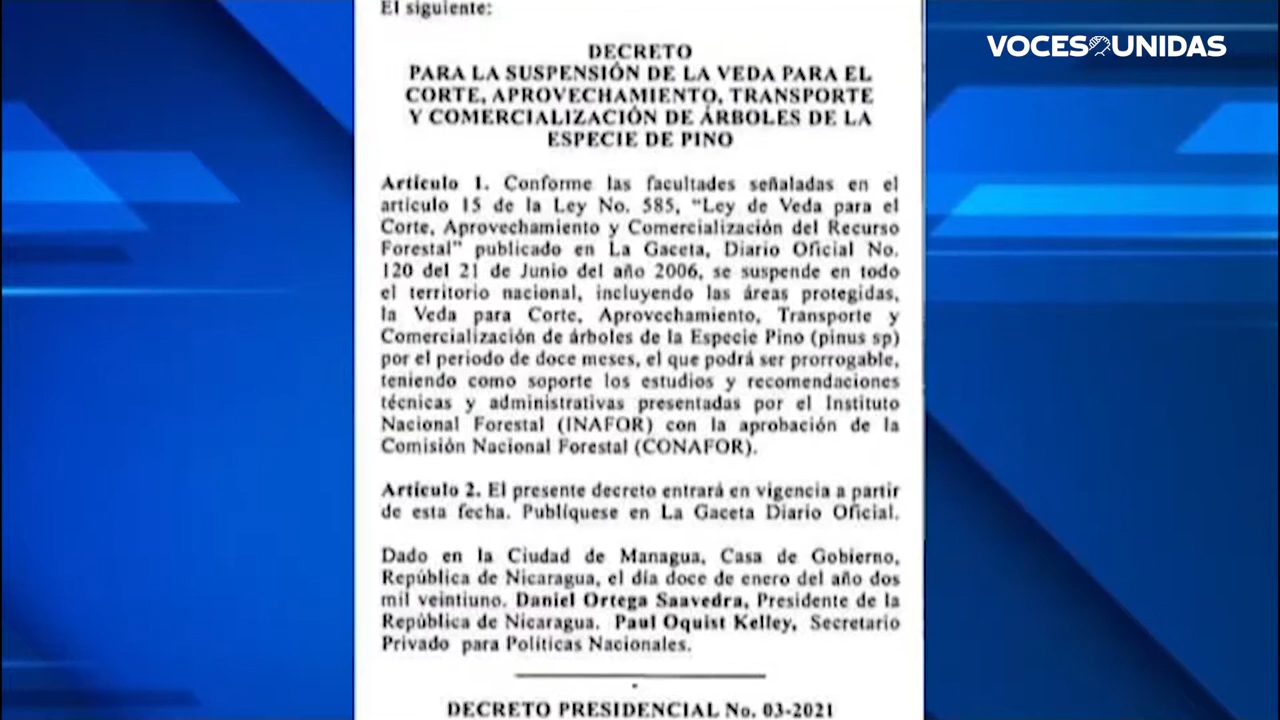 El siguiente:
VOCES UNIDAS
DECRETO
PARA LA SUSPENSIÓN DE LA VEDA PARA EL
CORTE, APROVECHAMIENTO, TRANSPORTE
Y COMERCIALIZACIÓN DE ÁRBOLES DE LA
ESPECIE DE PINO
Artículo 1. Conforme las facultades señaladas en el
artículo 15 de la Ley No. 585, "Ley de Veda para el
Corte, Aprovechamiento y Comercialización del Recurso
Forestal" publicado en La Gaceta, Diario Oficial No.
120 del 21 de Junio del año 2006, se suspende en todo
el territorio nacional, incluyendo las áreas protegidas,
la Veda para Corte, Aprovechamiento, Transporte y
Comercialización de árboles de la Especie Pino (pinus sp)
por el periodo de doce meses, el que podrá ser prorrogable,
teniendo como soporte los estudios y recomendaciones
técnicas y administrativas presentadas por el Instituto
Nacional Forestal (INAFOR) con la aprobación de la
Comisión Nacional Forestal (CONAFOR).
Artículo 2. El presente decreto entrará en vigencia a partir
de esta fecha. Publíquese en La Gaceta Diario Oficial.
Dado en la Ciudad de Managua, Casa de Gobierno,
República de Nicaragua, el día doce de enero del año dos
mil veintiuno. Daniel Ortega Saavedra, Presidente de la
República de Nicaragua. Paul Oquist Kelley, Secretario
Privado para Políticas Nacionales.
DECRETO PRESIDENCIAL No. 03-2021